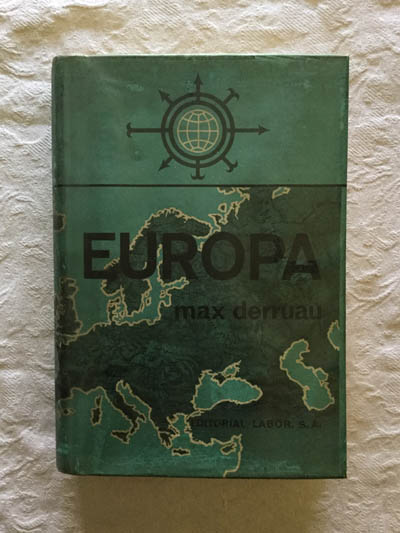 EUROPA
max derruau
EDITORIAL LABOR, S. A.